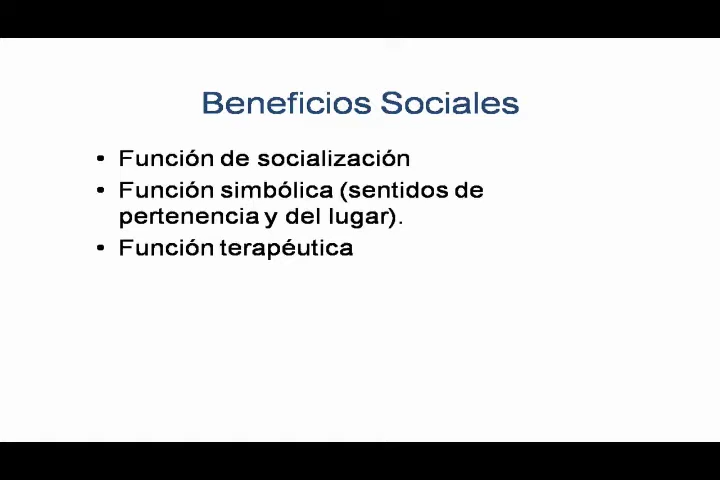 Beneficios Sociales
• Función de socialización
• Función simbólica (sentidos de
pertenencia y del lugar).
• Función terapéutica